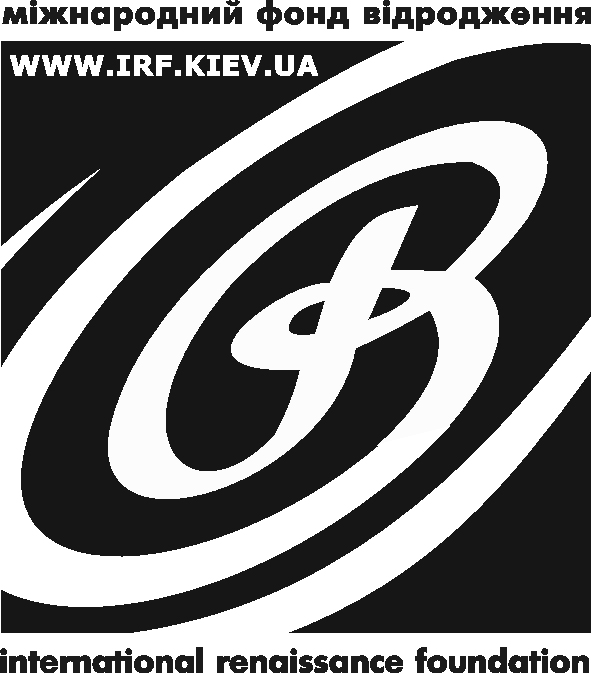 міжнародний фонд відродження
WWW.IRF.KIEV.UA
international renaissance foundation